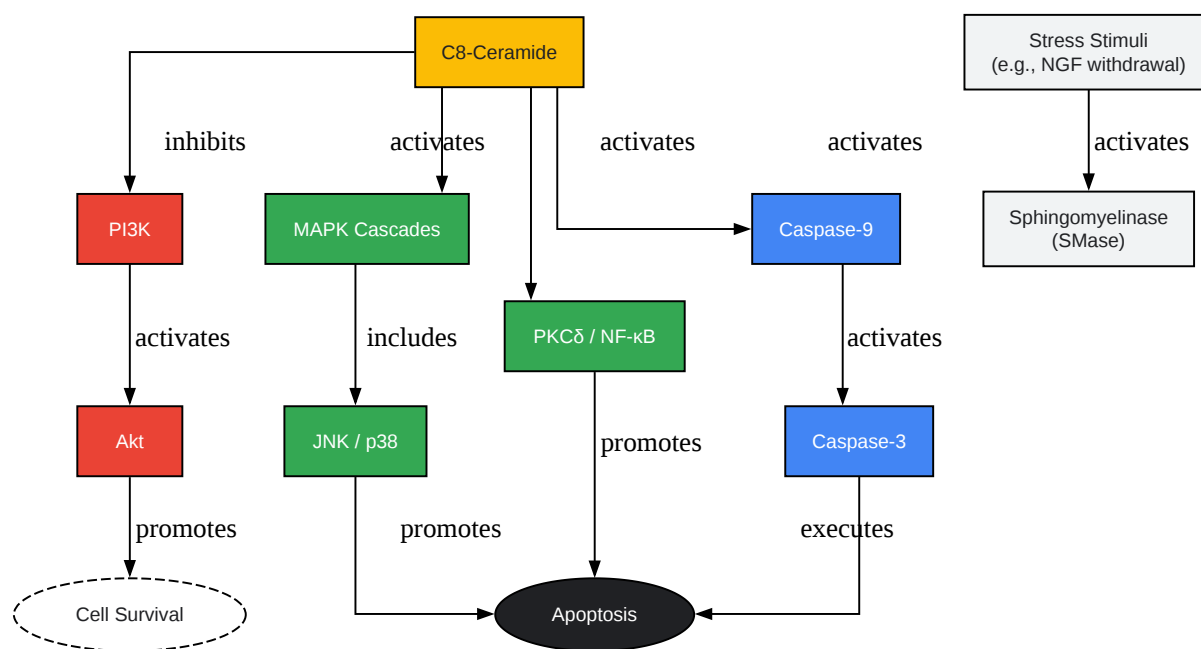 C8-Ceramide
Stress Stimuli
(e.g., NGF withdrawal)
inhibits
activates
activates
activates
activates
PI3K
MAPK Cascades
Caspase-9
Sphingomyelinase
(SMase)
activates
includes
PKCδ / NF-κB
activates
Akt
JNK / p38
promotes
Caspase-3
promotes
promotes
executes
Cell Survival
Apoptosis